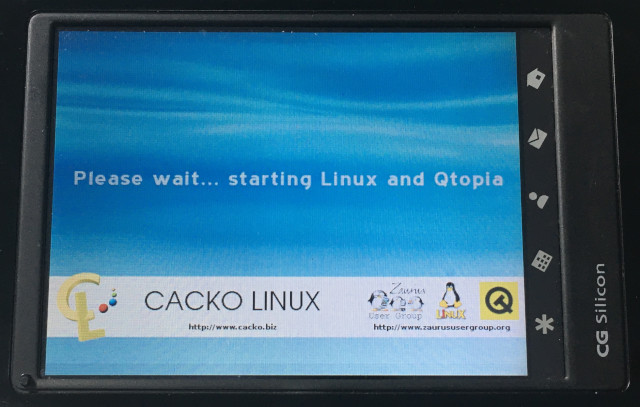 Please wait... starting Linux and Qtopia
CACKO LINUX
http://www.cacko.biz
Zaurus
User Group
LINUX
http://www.zaurususergroup.org
CG Silicon